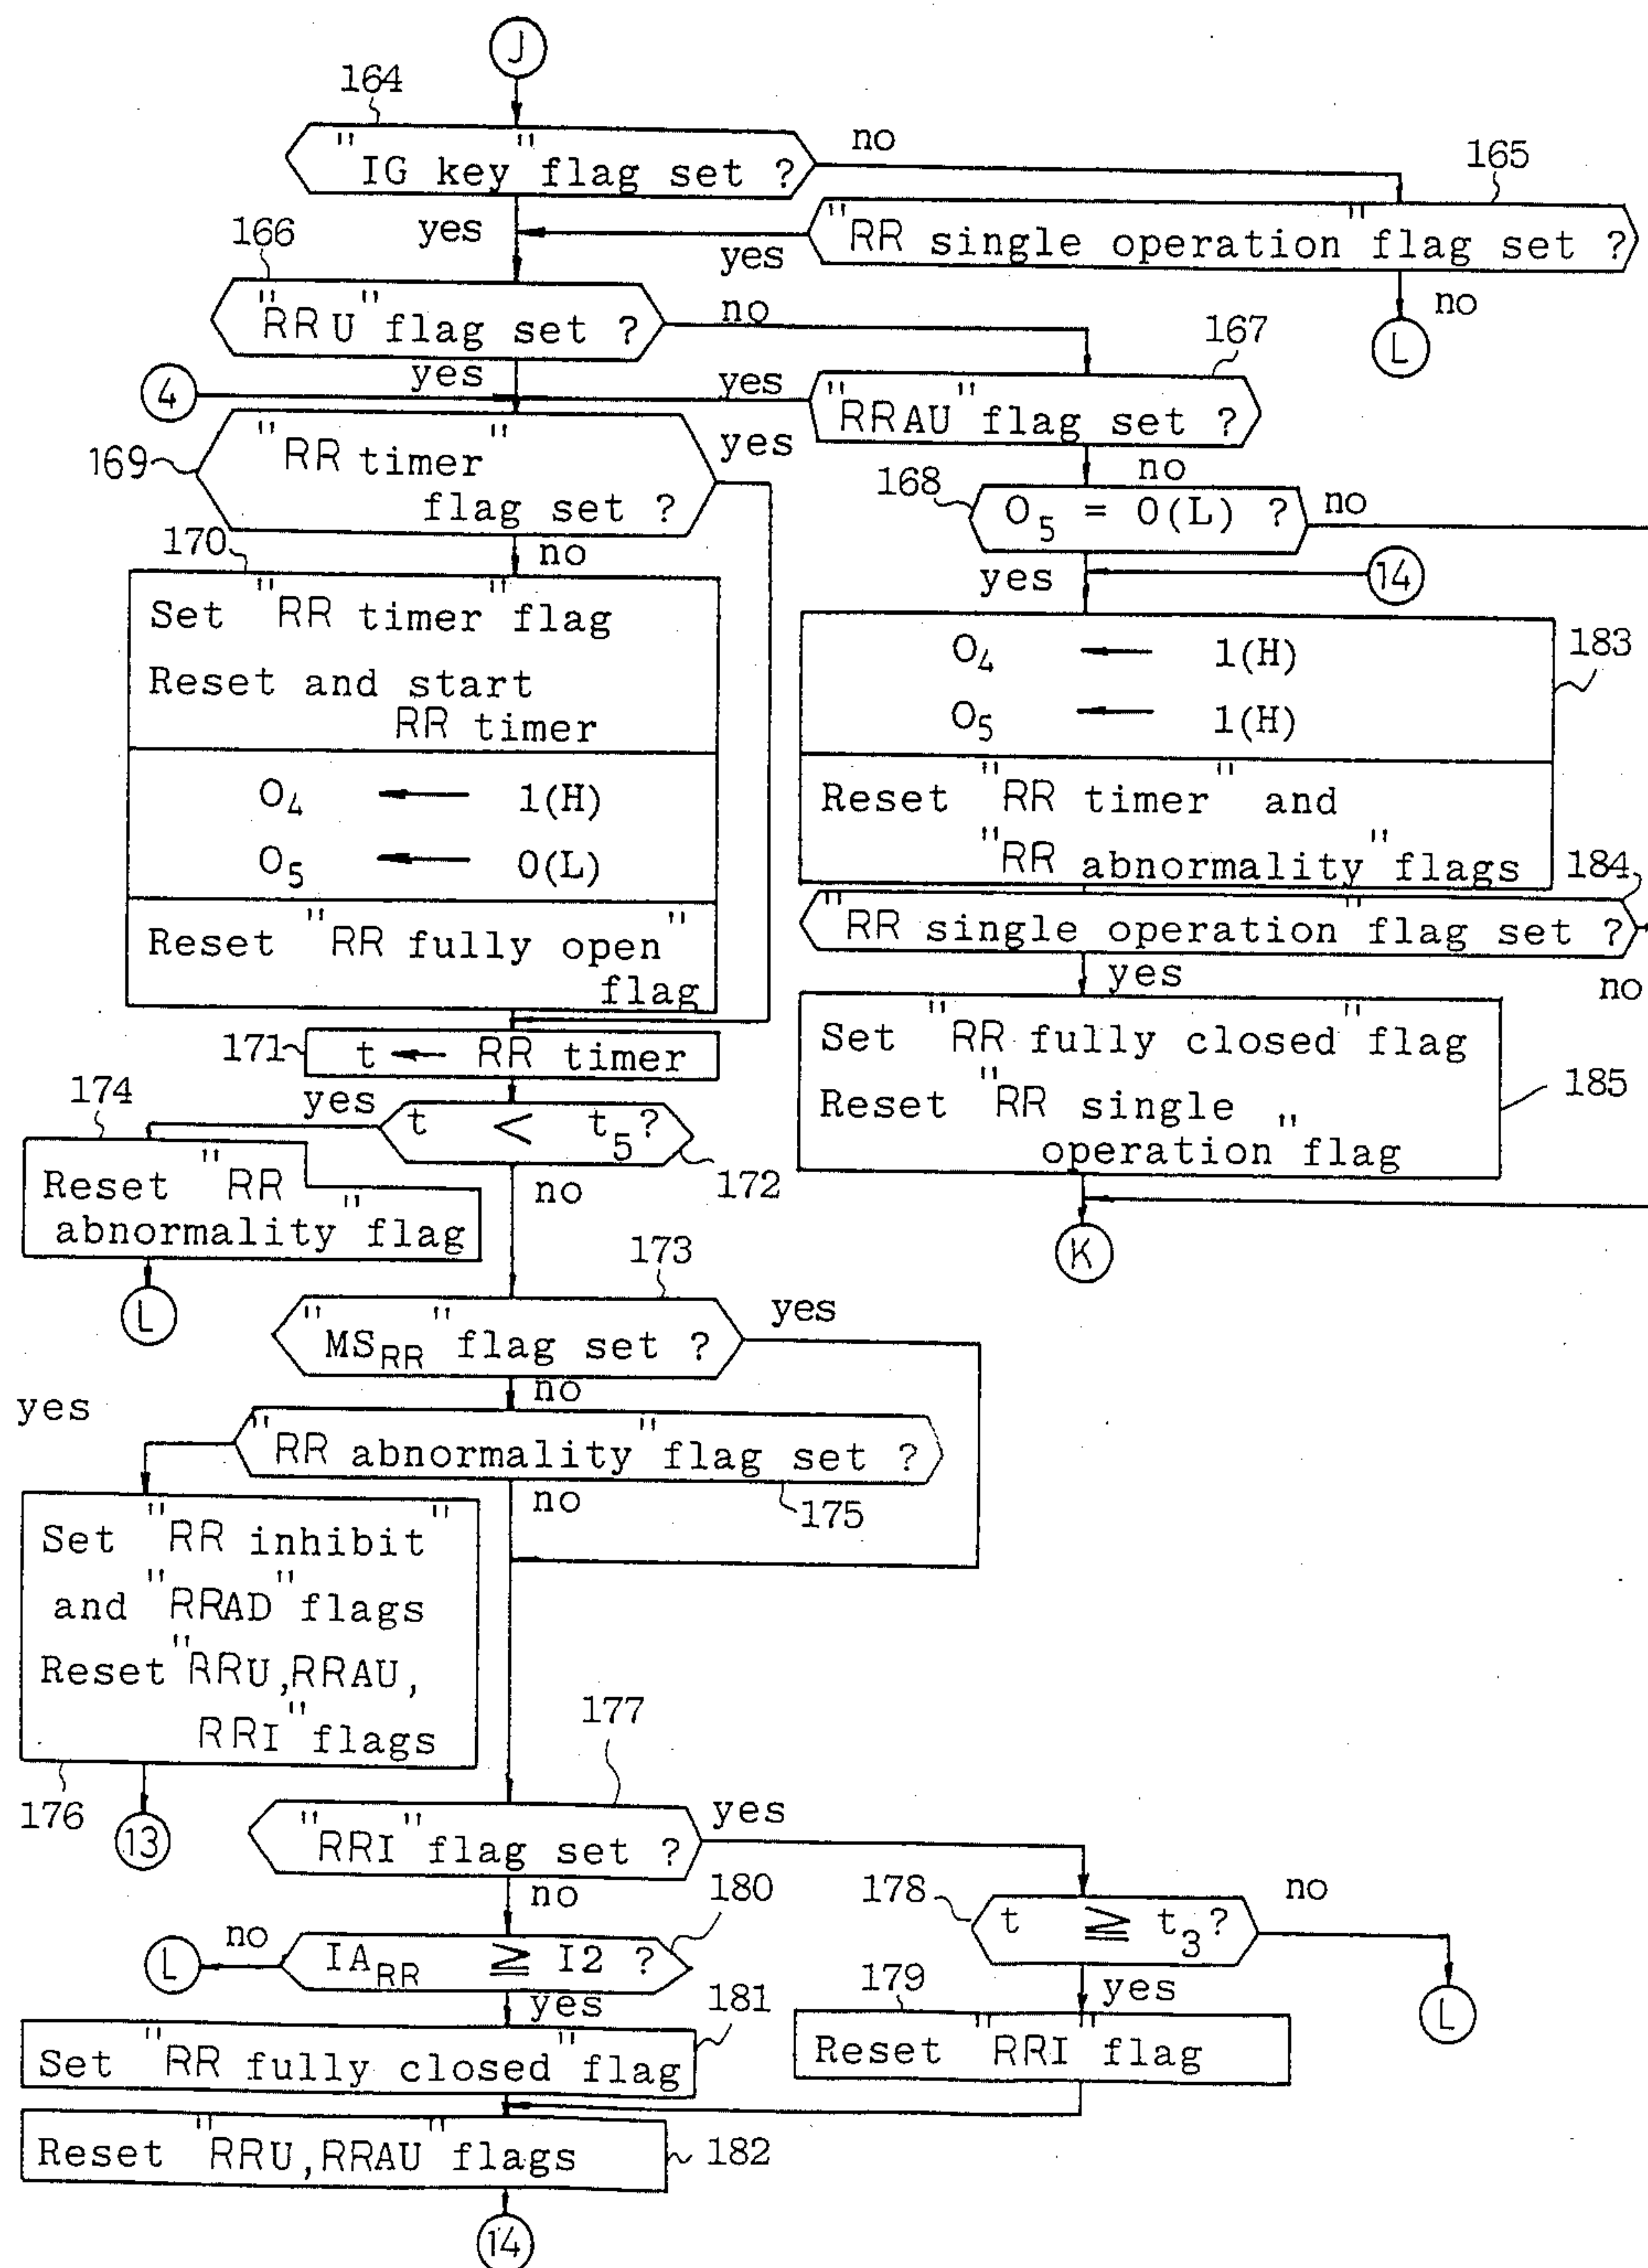 J
164
"IG key" flag set ?
no
165
yes
"RR single operation" flag set ?
yes
no
L
166
"RRU" flag set ?
no
167
yes
4
yes
"RRAU" flag set ?
no
169
"RR timer"
flag set ?
yes
168
O5 = 0(L) ?
no
yes
14
170
no
Set "RR timer" flag
Reset and start
RR timer
O4 ← 1(H)
O5 ← 0(L)
Reset "RR fully open"
flag
183
O4 ← 1(H)
O5 ← 1(H)
Reset "RR timer" and
"RR abnormality" flags
184
"RR single operation" flag set ?
yes
no
Set "RR fully closed" flag
Reset "RR single
operation" flag
185
K
171
t ← RR timer
174
yes
t < t5?
172
no
Reset "RR
abnormality" flag
L
173
"MSRR" flag set ?
yes
no
yes
"RR abnormality" flag set ?
175
no
Set "RR inhibit"
and "RRAD" flags
Reset "RRU, RRAU,
RRI" flags
176
13
177
"RRI" flag set ?
yes
no
178
t ≧ t3?
no
L
yes
180
L
no
IARR ≧ I2 ?
yes
179
Reset "RRI" flag
181
Set "RR fully closed" flag
Reset "RRU, RRAU" flags
182
14